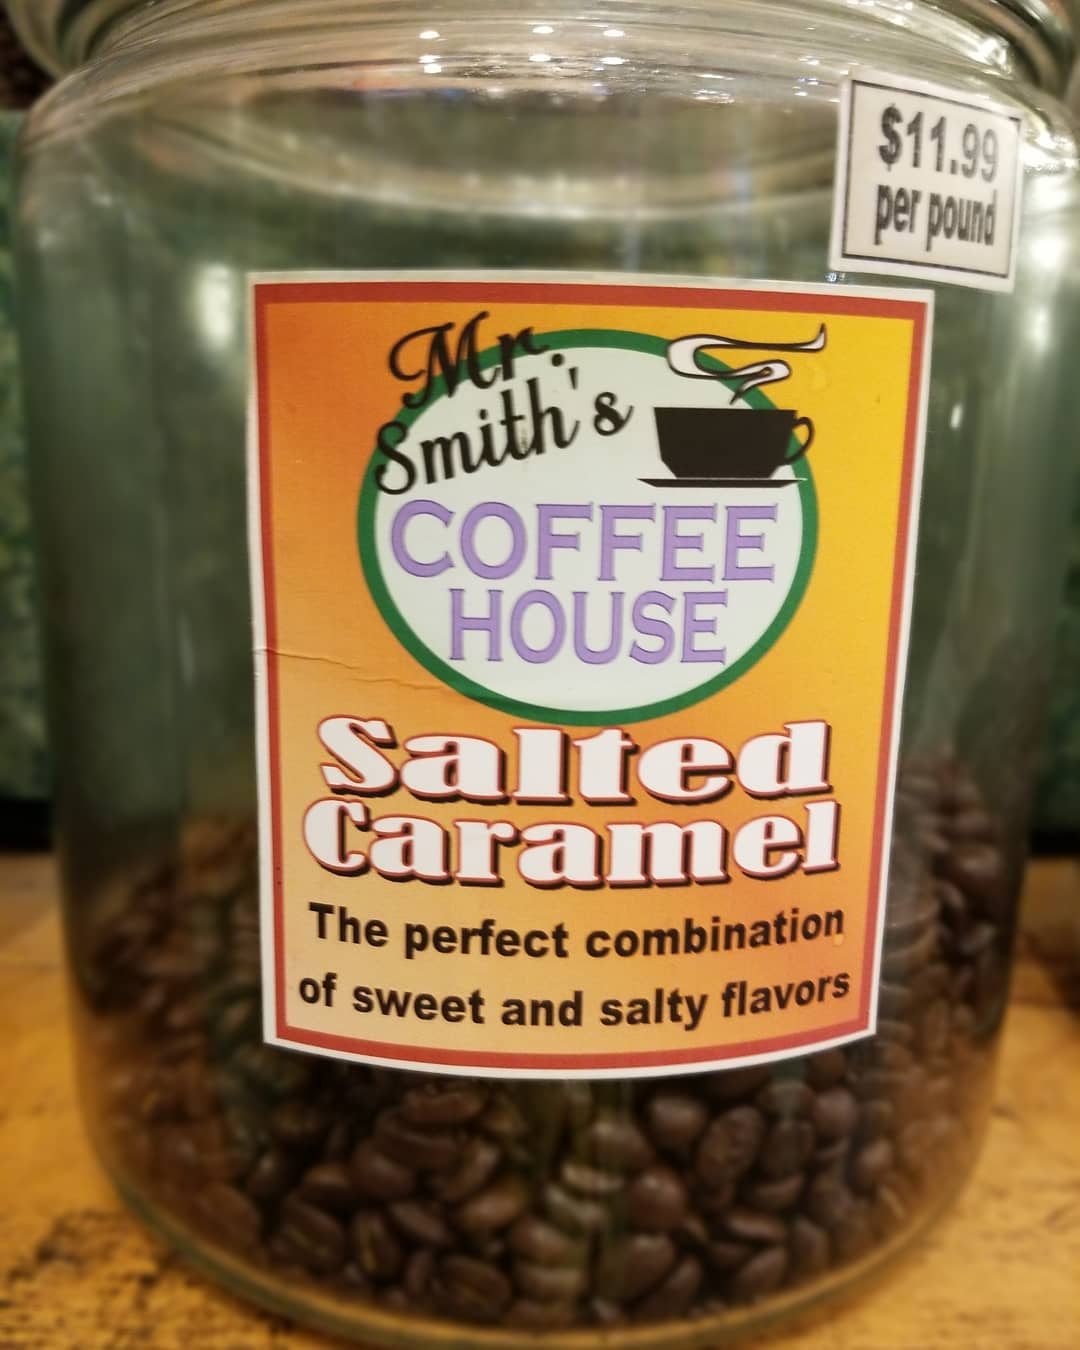 $11.99
per pound
Mr.
Smith's
COFFEE
HOUSE
Salted
Caramel
The perfect combination
of sweet and salty flavors